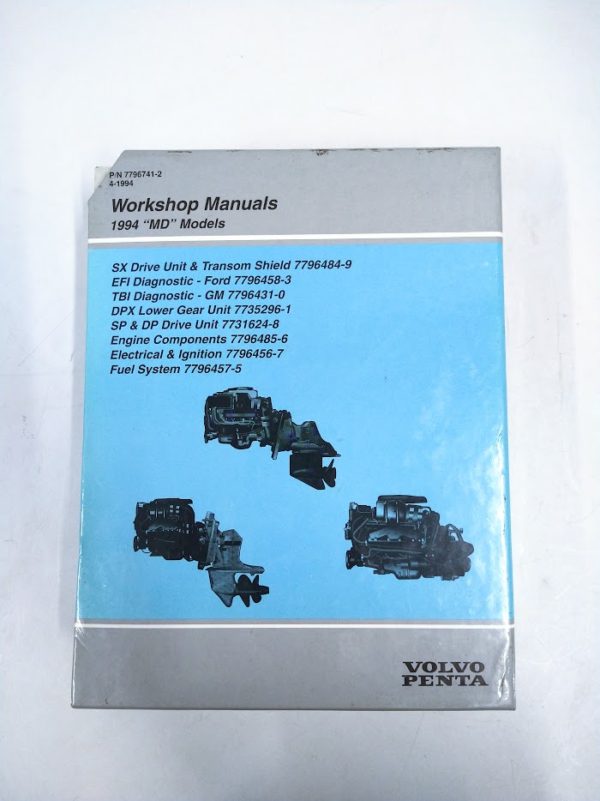 P/N 7796741-2
4-1994
Workshop Manuals
1994 "MD" Models
SX Drive Unit & Transom Shield 7796484-9
EFI Diagnostic - Ford 7796458-3
TBI Diagnostic - GM 7796431-0
DPX Lower Gear Unit 7735296-1
SP & DP Drive Unit 7731624-8
Engine Components 7796485-6
Electrical & Ignition 7796456-7
Fuel System 7796457-5
VOLVO
PENTA